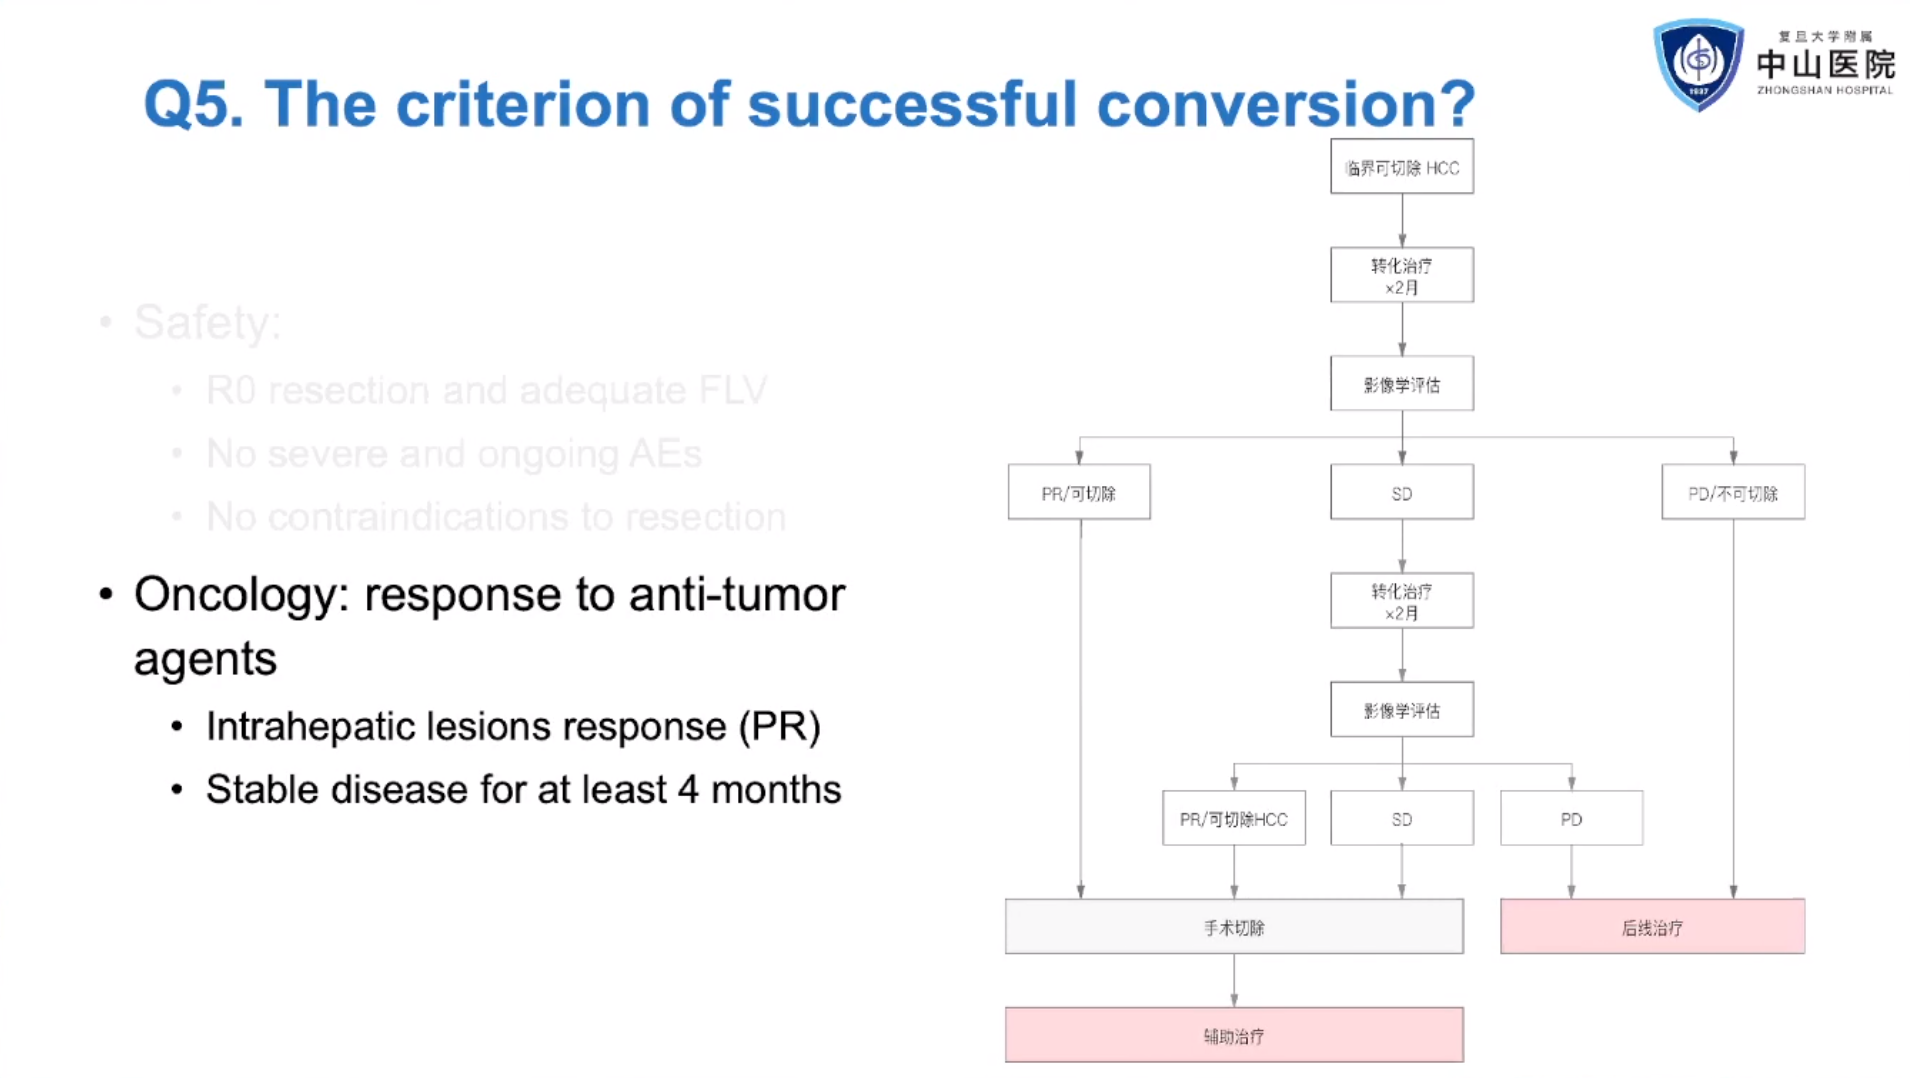 复旦大学附属
中山医院
ZHONGSHAN HOSPITAL
1937
Q5. The criterion of successful conversion?
• Safety:
• R0 resection and adequate FLV
• No severe and ongoing AEs
• No contraindications to resection
• Oncology: response to anti-tumor
agents
• Intrahepatic lesions response (PR)
• Stable disease for at least 4 months
临界可切除 HCC
转化治疗
×2月
影像学评估
PR/可切除
SD
PD/不可切除
转化治疗
×2月
影像学评估
PR/可切除HCC
SD
PD
手术切除
后线治疗
辅助治疗